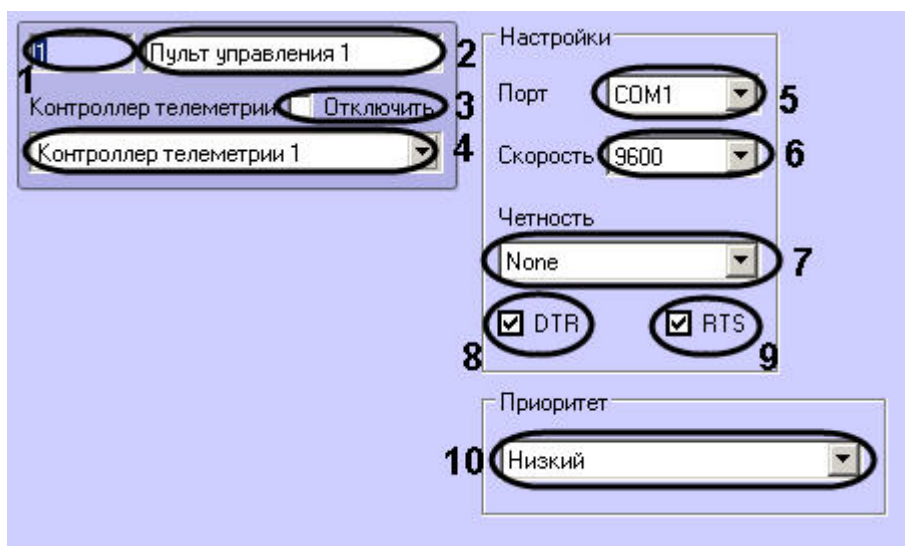 1 Пульт управления 1 2
1
Контроллер телеметрии Отключить 3
Контроллер телеметрии 1 4
Настройки
Порт COM1 5
Скорость 9600 6
Четность
None 7
DTR RTS
8 9
Приоритет
10 Низкий